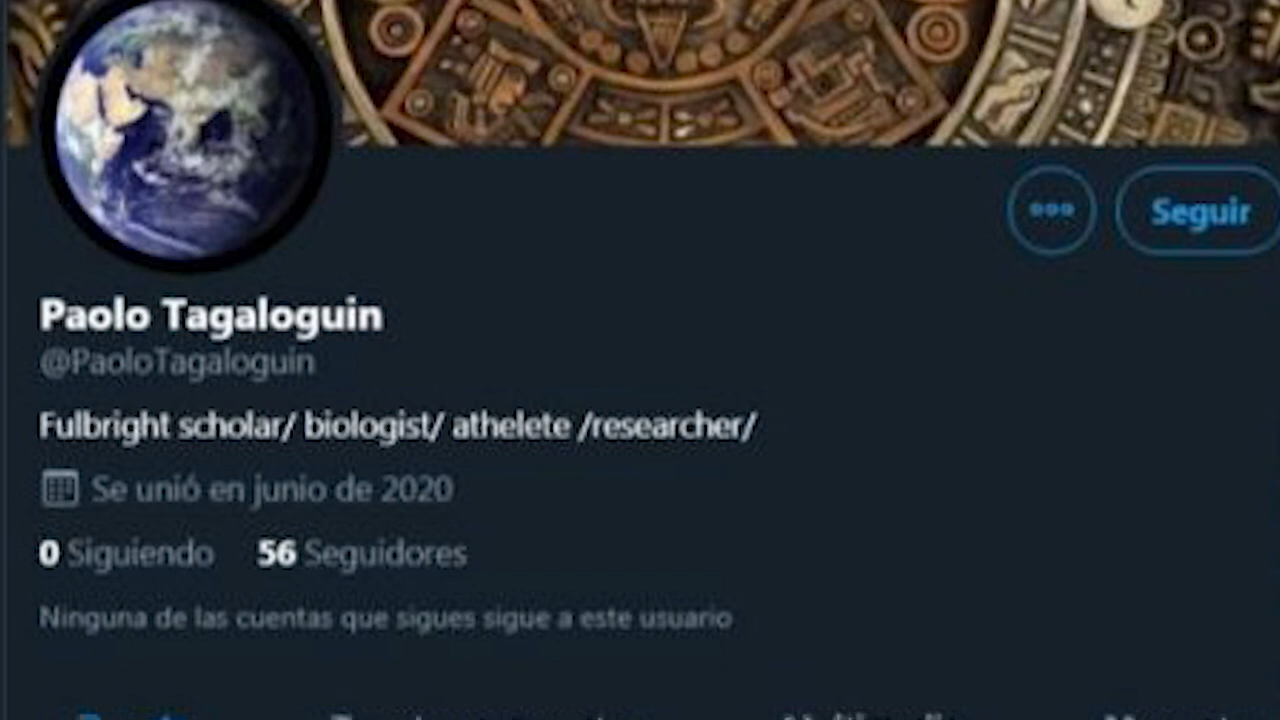 Seguir
Paolo Tagaloguin
@PaoloTagaloguin
Fulbright scholar/ biologist/ athelete /researcher/
Se unió en junio de 2020
0 Siguiendo 56 Seguidores
Ninguna de las cuentas que sigues sigue a este usuario